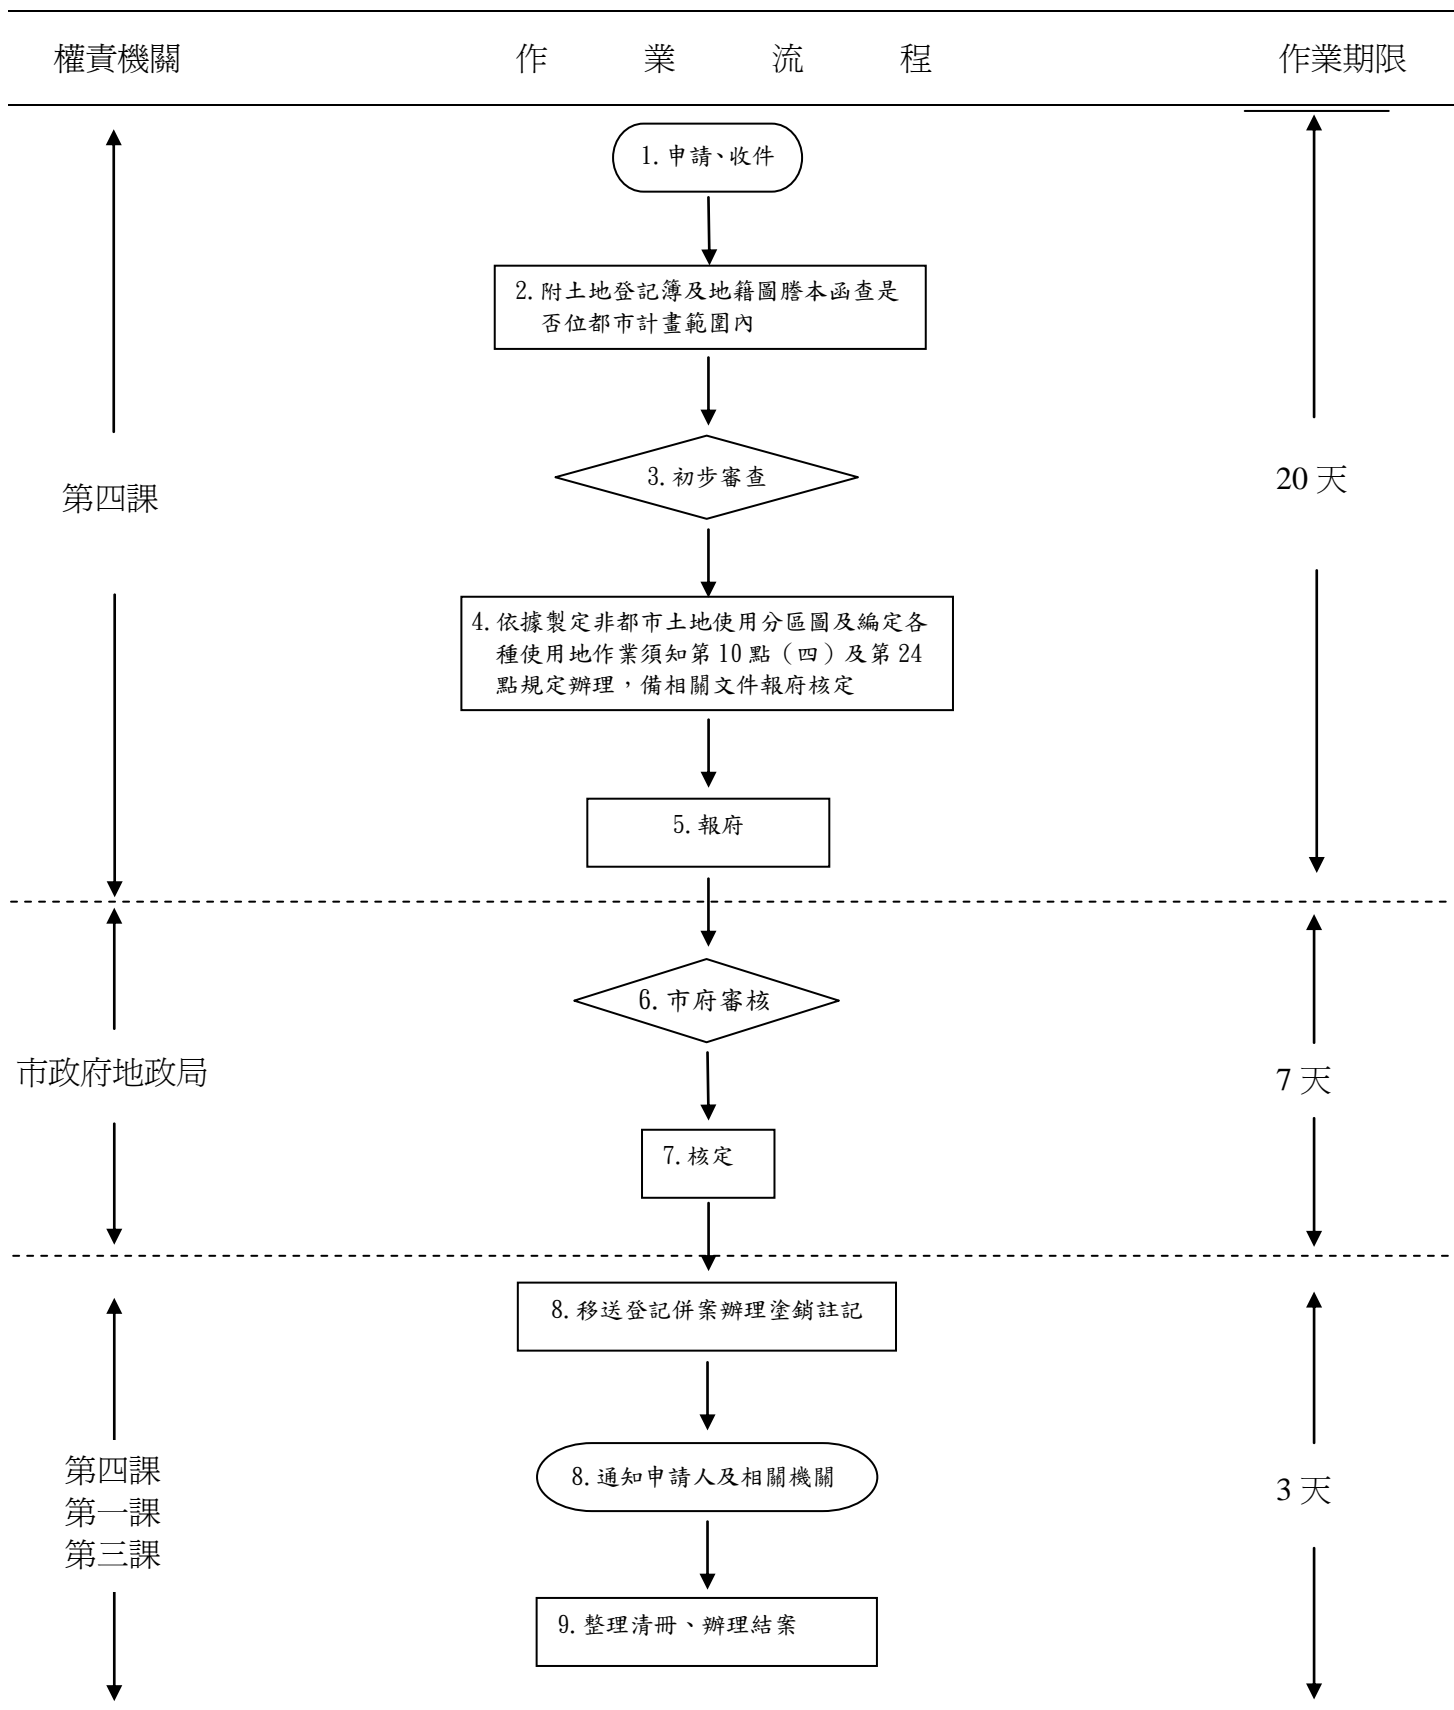 權責機關 作業流程 作業期限
1.申請、收件
2.附土地登記簿及地籍圖謄本函查是
否位都市計畫範圍內
3.初步審查
第四課
20 天
4.依據製定非都市土地使用分區圖及編定各
種使用地作業須知第 10 點（四）及第 24
點規定辦理，備相關文件報府核定
5.報府
6.市府審核
市政府地政局
7 天
7.核定
8.移送登記併案辦理塗銷註記
8.通知申請人及相關機關
第四課
第一課
第三課
3 天
9.整理清冊、辦理結案